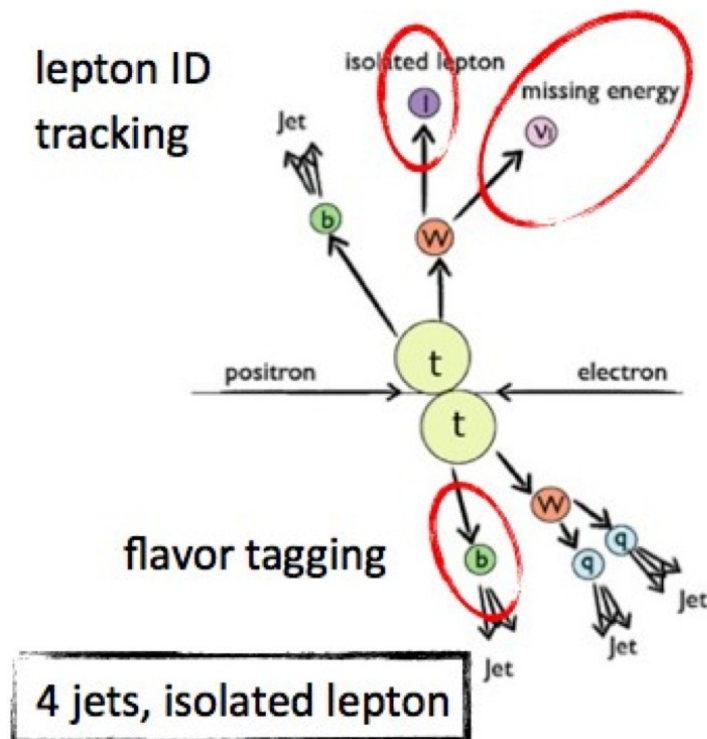 lepton ID
tracking
isolated lepton
l
missing energy
νl
Jet
b
W
t
positron
electron
t
W
flavor tagging
b
q
q
Jet
Jet
Jet
4 jets, isolated lepton